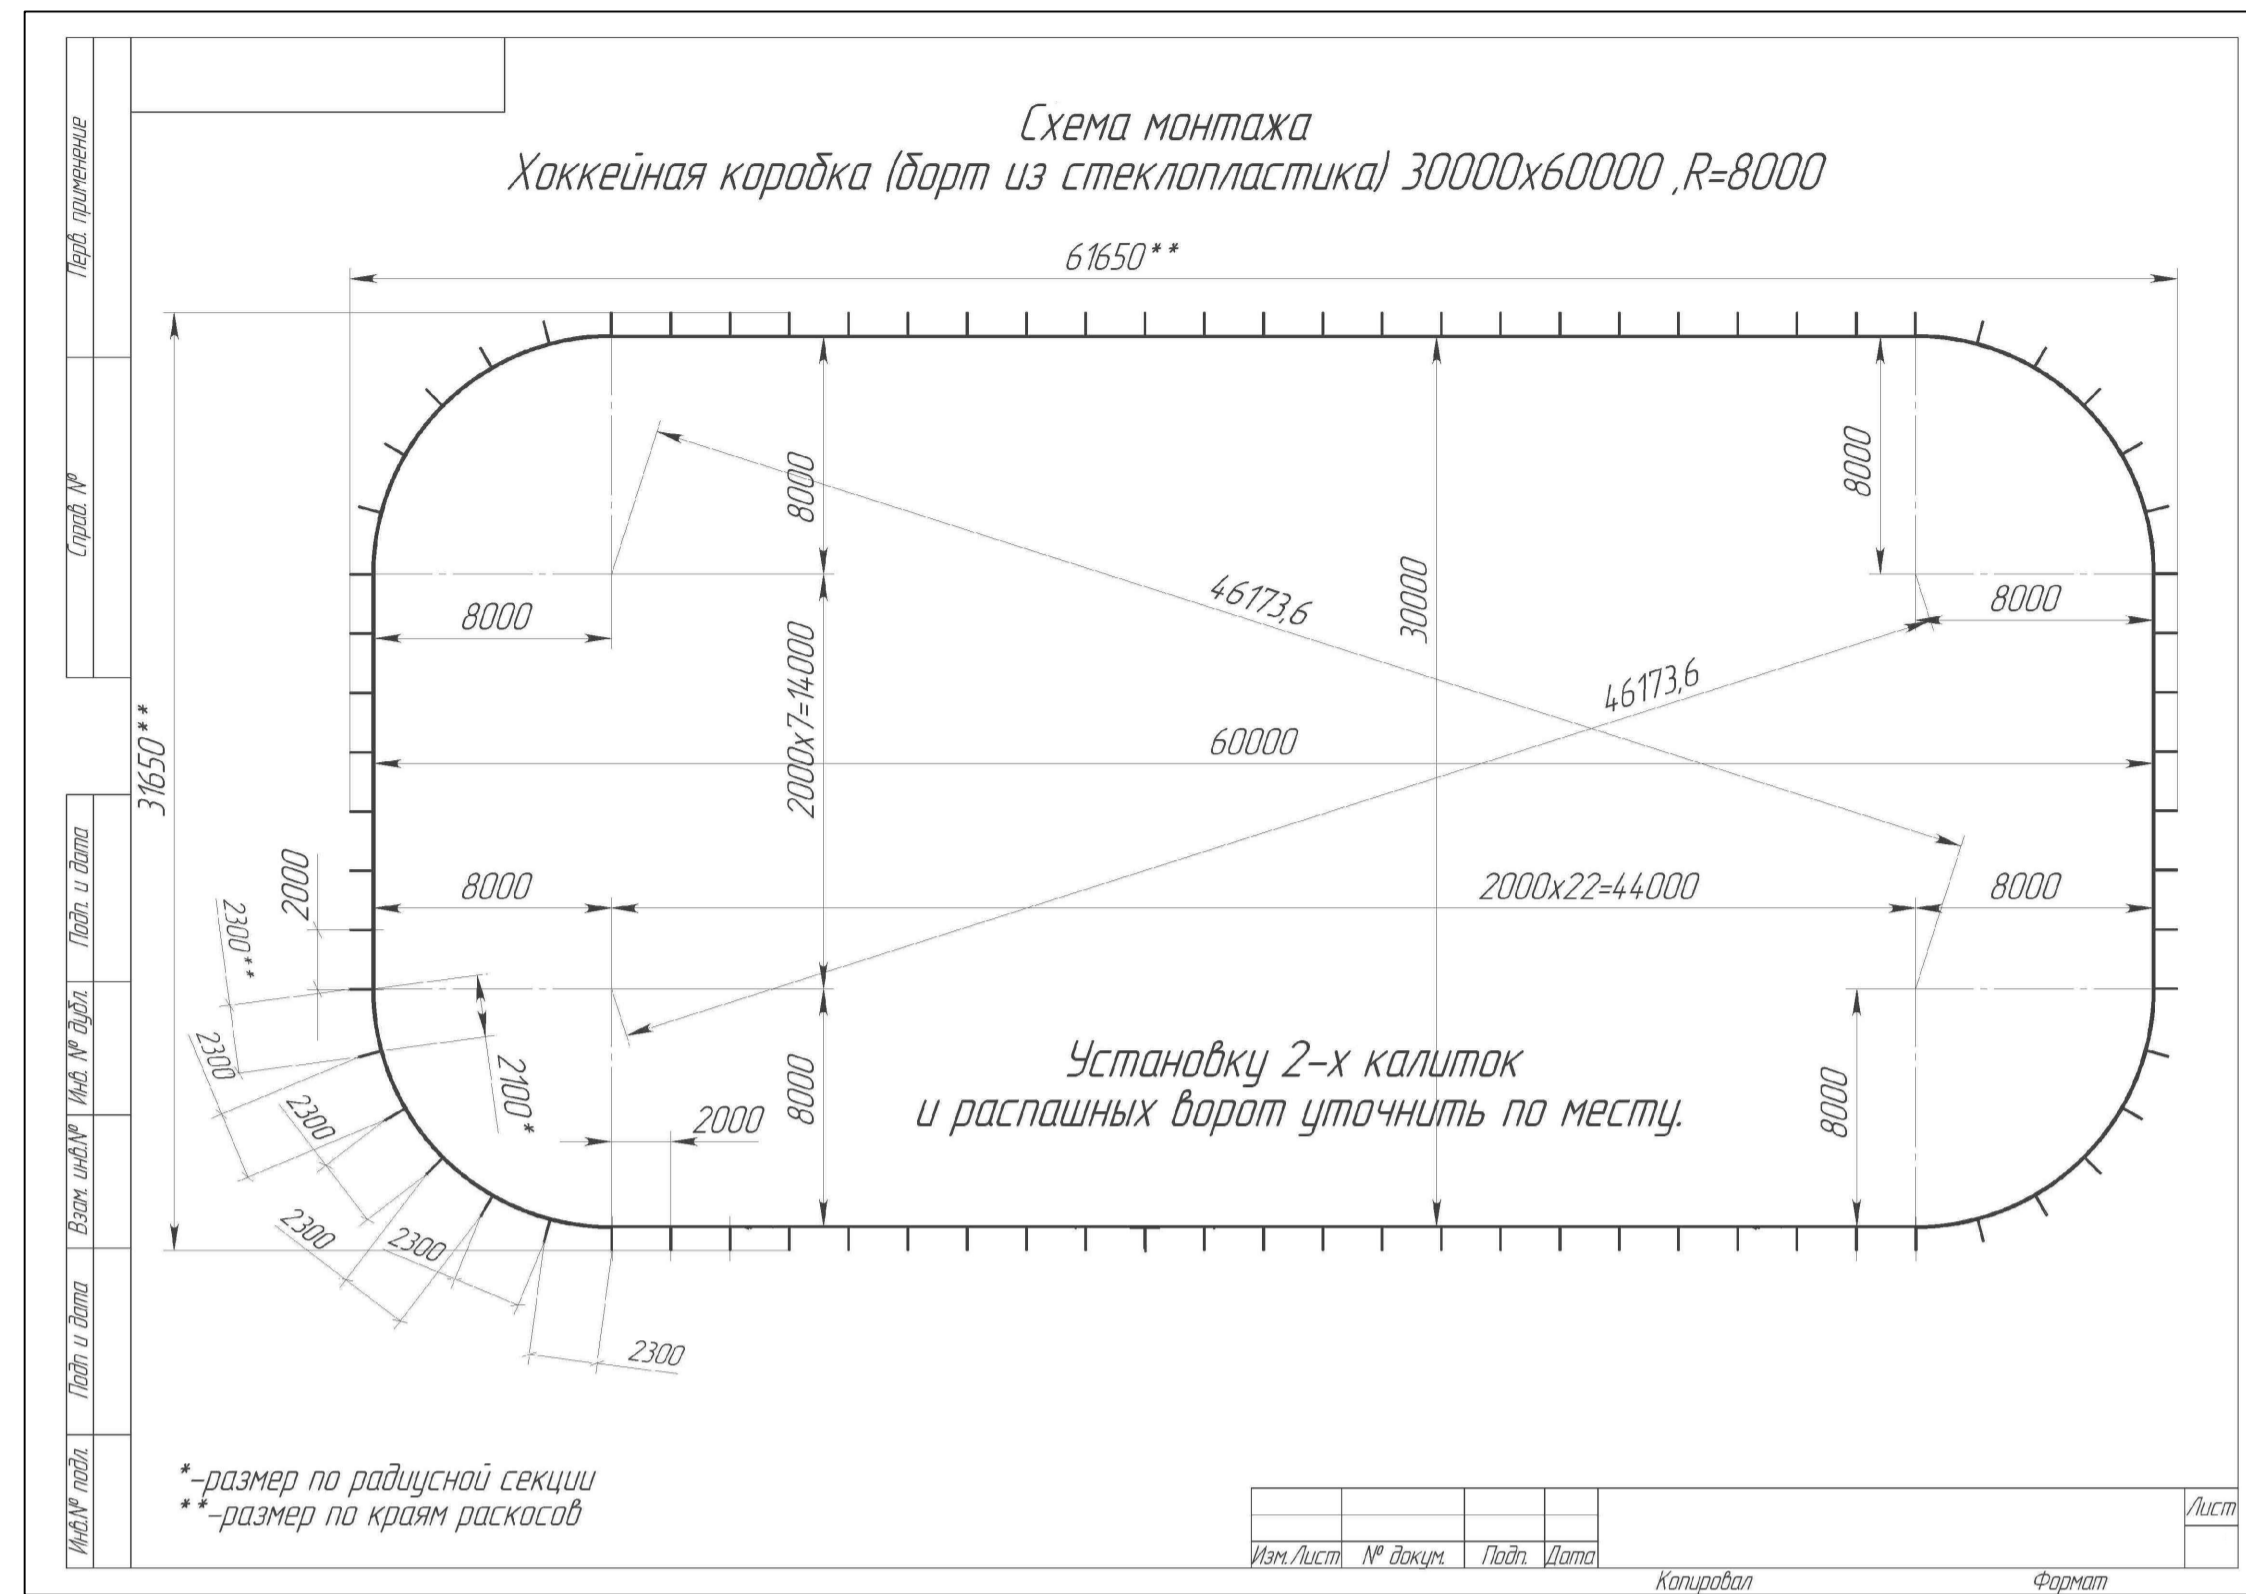 Схема монтажа
Хоккейная коробка (борт из стеклопластика) 30000х60000 ,R=8000
61650**
8000
8000
46173,6
30000
8000
8000
2000х7=14000
46173,6
60000
31650**
2000
8000
2000х22=44000
8000
2300**
2300
2300
2100*
2000
8000
8000
Установку 2-х калиток
и распашных ворот уточнить по месту.
2300
2300
2300
*-размер по радиусной секции
**-размер по краям раскосов
Перв. применение
Справ. №
Подп. и дата
Инв. № дубл.
Взам. инв.№
Подп и дата
Инв.№ подл.
Изм. Лист
№ докум.
Подп.
Дата
Лист
Копировал
Формат